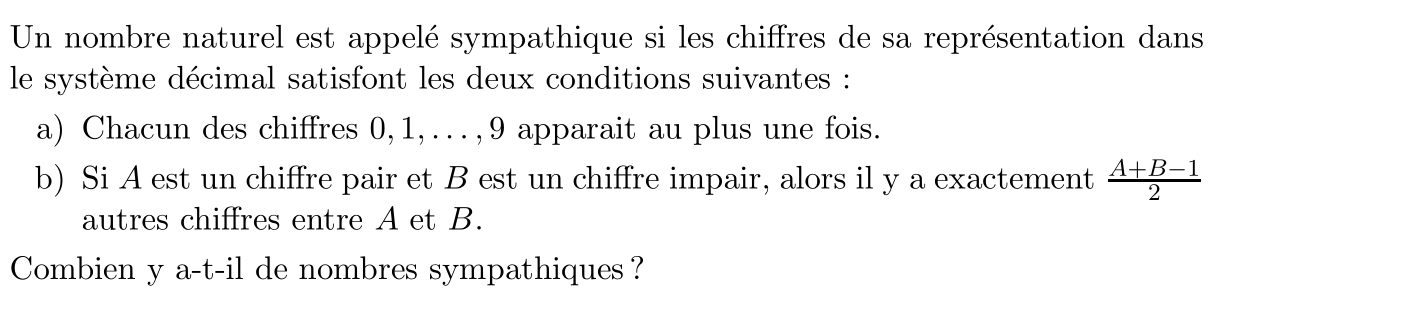 Un nombre naturel est appelé sympathique si les chiffres de sa représentation dans
le système décimal satisfont les deux conditions suivantes :
a) Chacun des chiffres 0, 1, . . . , 9 apparait au plus une fois.
b) Si A est un chiffre pair et B est un chiffre impair, alors il y a exactement \frac{A+B-1}{2}
autres chiffres entre A et B.
Combien y a-t-il de nombres sympathiques ?